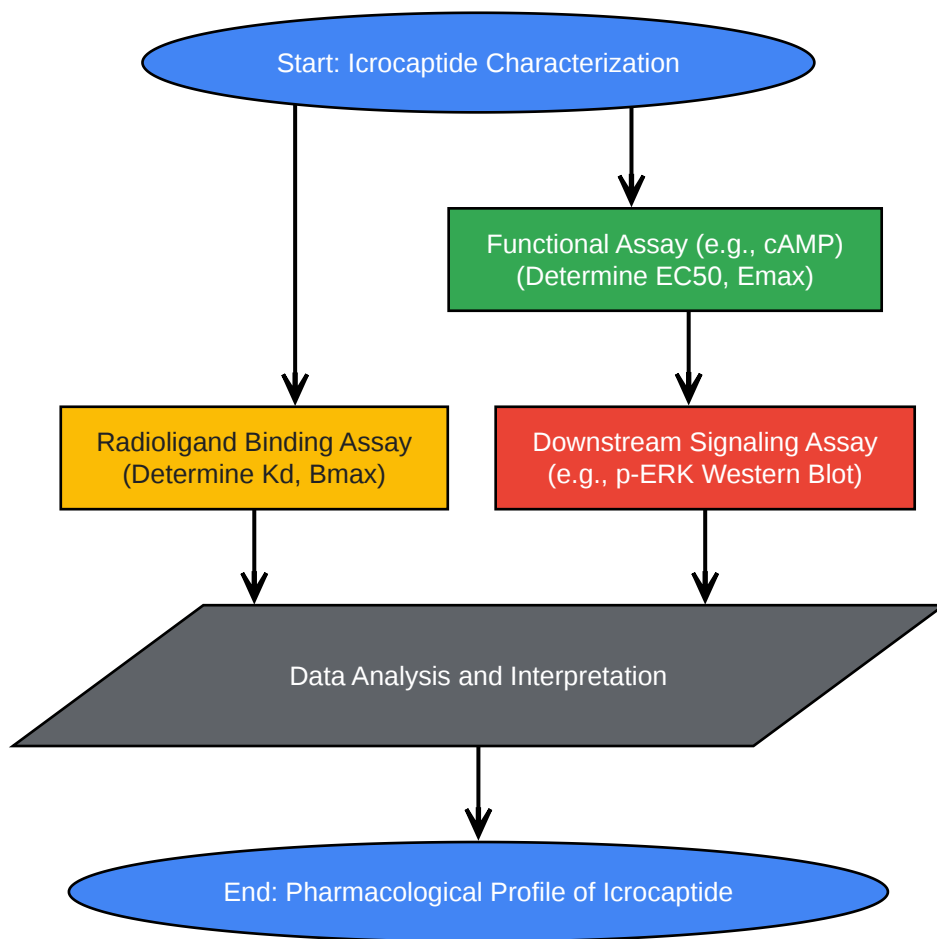 Start: Icrocaptide Characterization
Functional Assay (e.g., cAMP)
(Determine EC50, Emax)
Radioligand Binding Assay
(Determine Kd, Bmax)
Downstream Signaling Assay
(e.g., p-ERK Western Blot)
Data Analysis and Interpretation
End: Pharmacological Profile of Icrocaptide